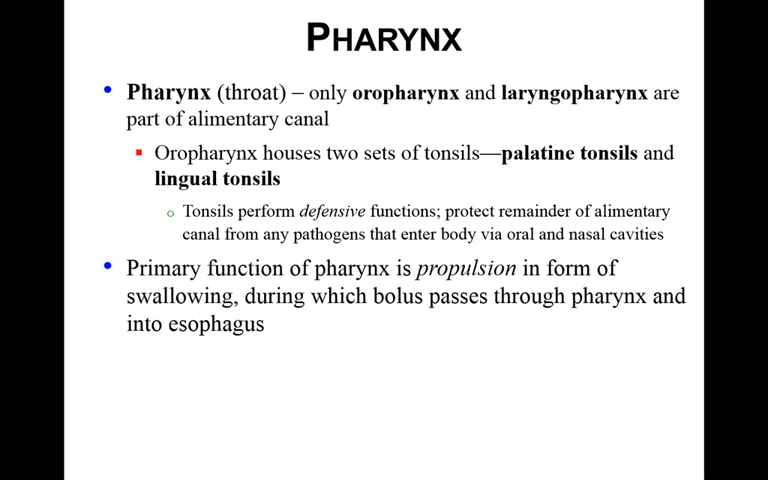 PHARYNX
• Pharynx (throat) – only oropharynx and laryngopharynx are
part of alimentary canal
▪ Oropharynx houses two sets of tonsils—palatine tonsils and
lingual tonsils
o Tonsils perform defensive functions; protect remainder of alimentary
canal from any pathogens that enter body via oral and nasal cavities
• Primary function of pharynx is propulsion in form of
swallowing, during which bolus passes through pharynx and
into esophagus